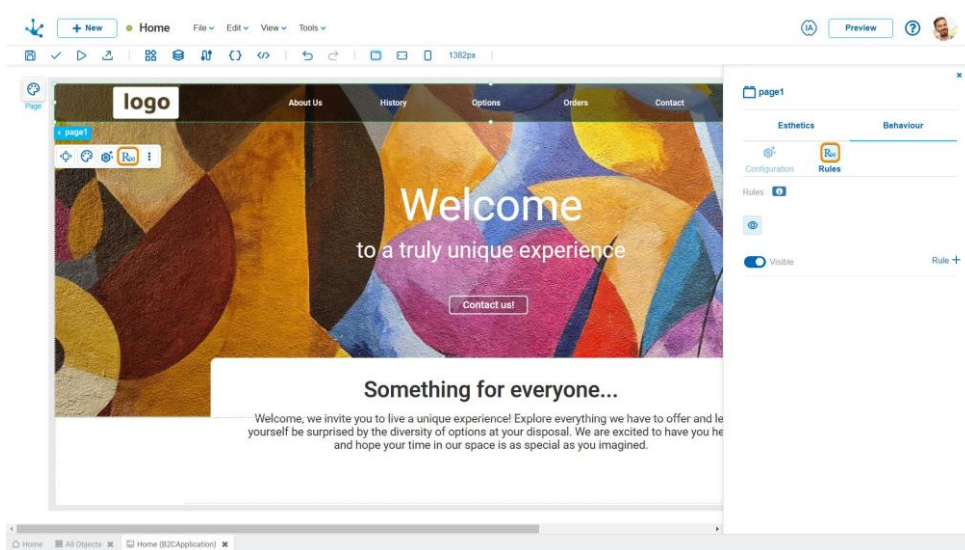 + New
Home
File
Edit
View
Tools
IA
Preview
?
1382px
Page
logo
About Us
History
Options
Orders
Contact
page1
R(x)
Welcome
to a truly unique experience
Contact us!
Something for everyone...
Welcome, we invite you to live a unique experience! Explore everything we have to offer and le
yourself be surprised by the diversity of options at your disposal. We are excited to have you he
and hope your time in our space is as special as you imagined.
page1
Esthetics
Behaviour
Configuration
R(x)
Rules
Rules
Visible
Rule +
Home
All Objects
Home (B2CApplication)